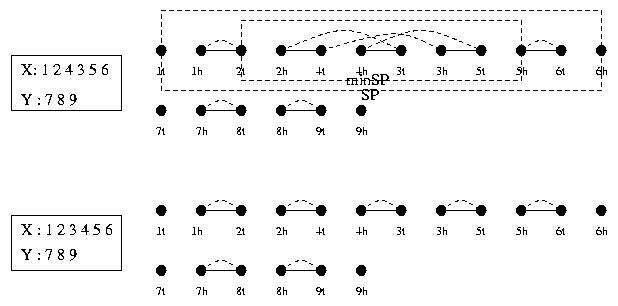 1t 1h 2t 2h 4t 4h 3t 3h 5t 5h 6t 6h
X: 1 2 4 3 5 6
minSP
SP
Y : 7 8 9
7t 7h 8t 8h 9t 9h
1t 1h 2t 2h 4t 4h 3t 3h 5t 5h 6t 6h
X : 1 2 3 4 5 6
Y : 7 8 9
7t 7h 8t 8h 9t 9h